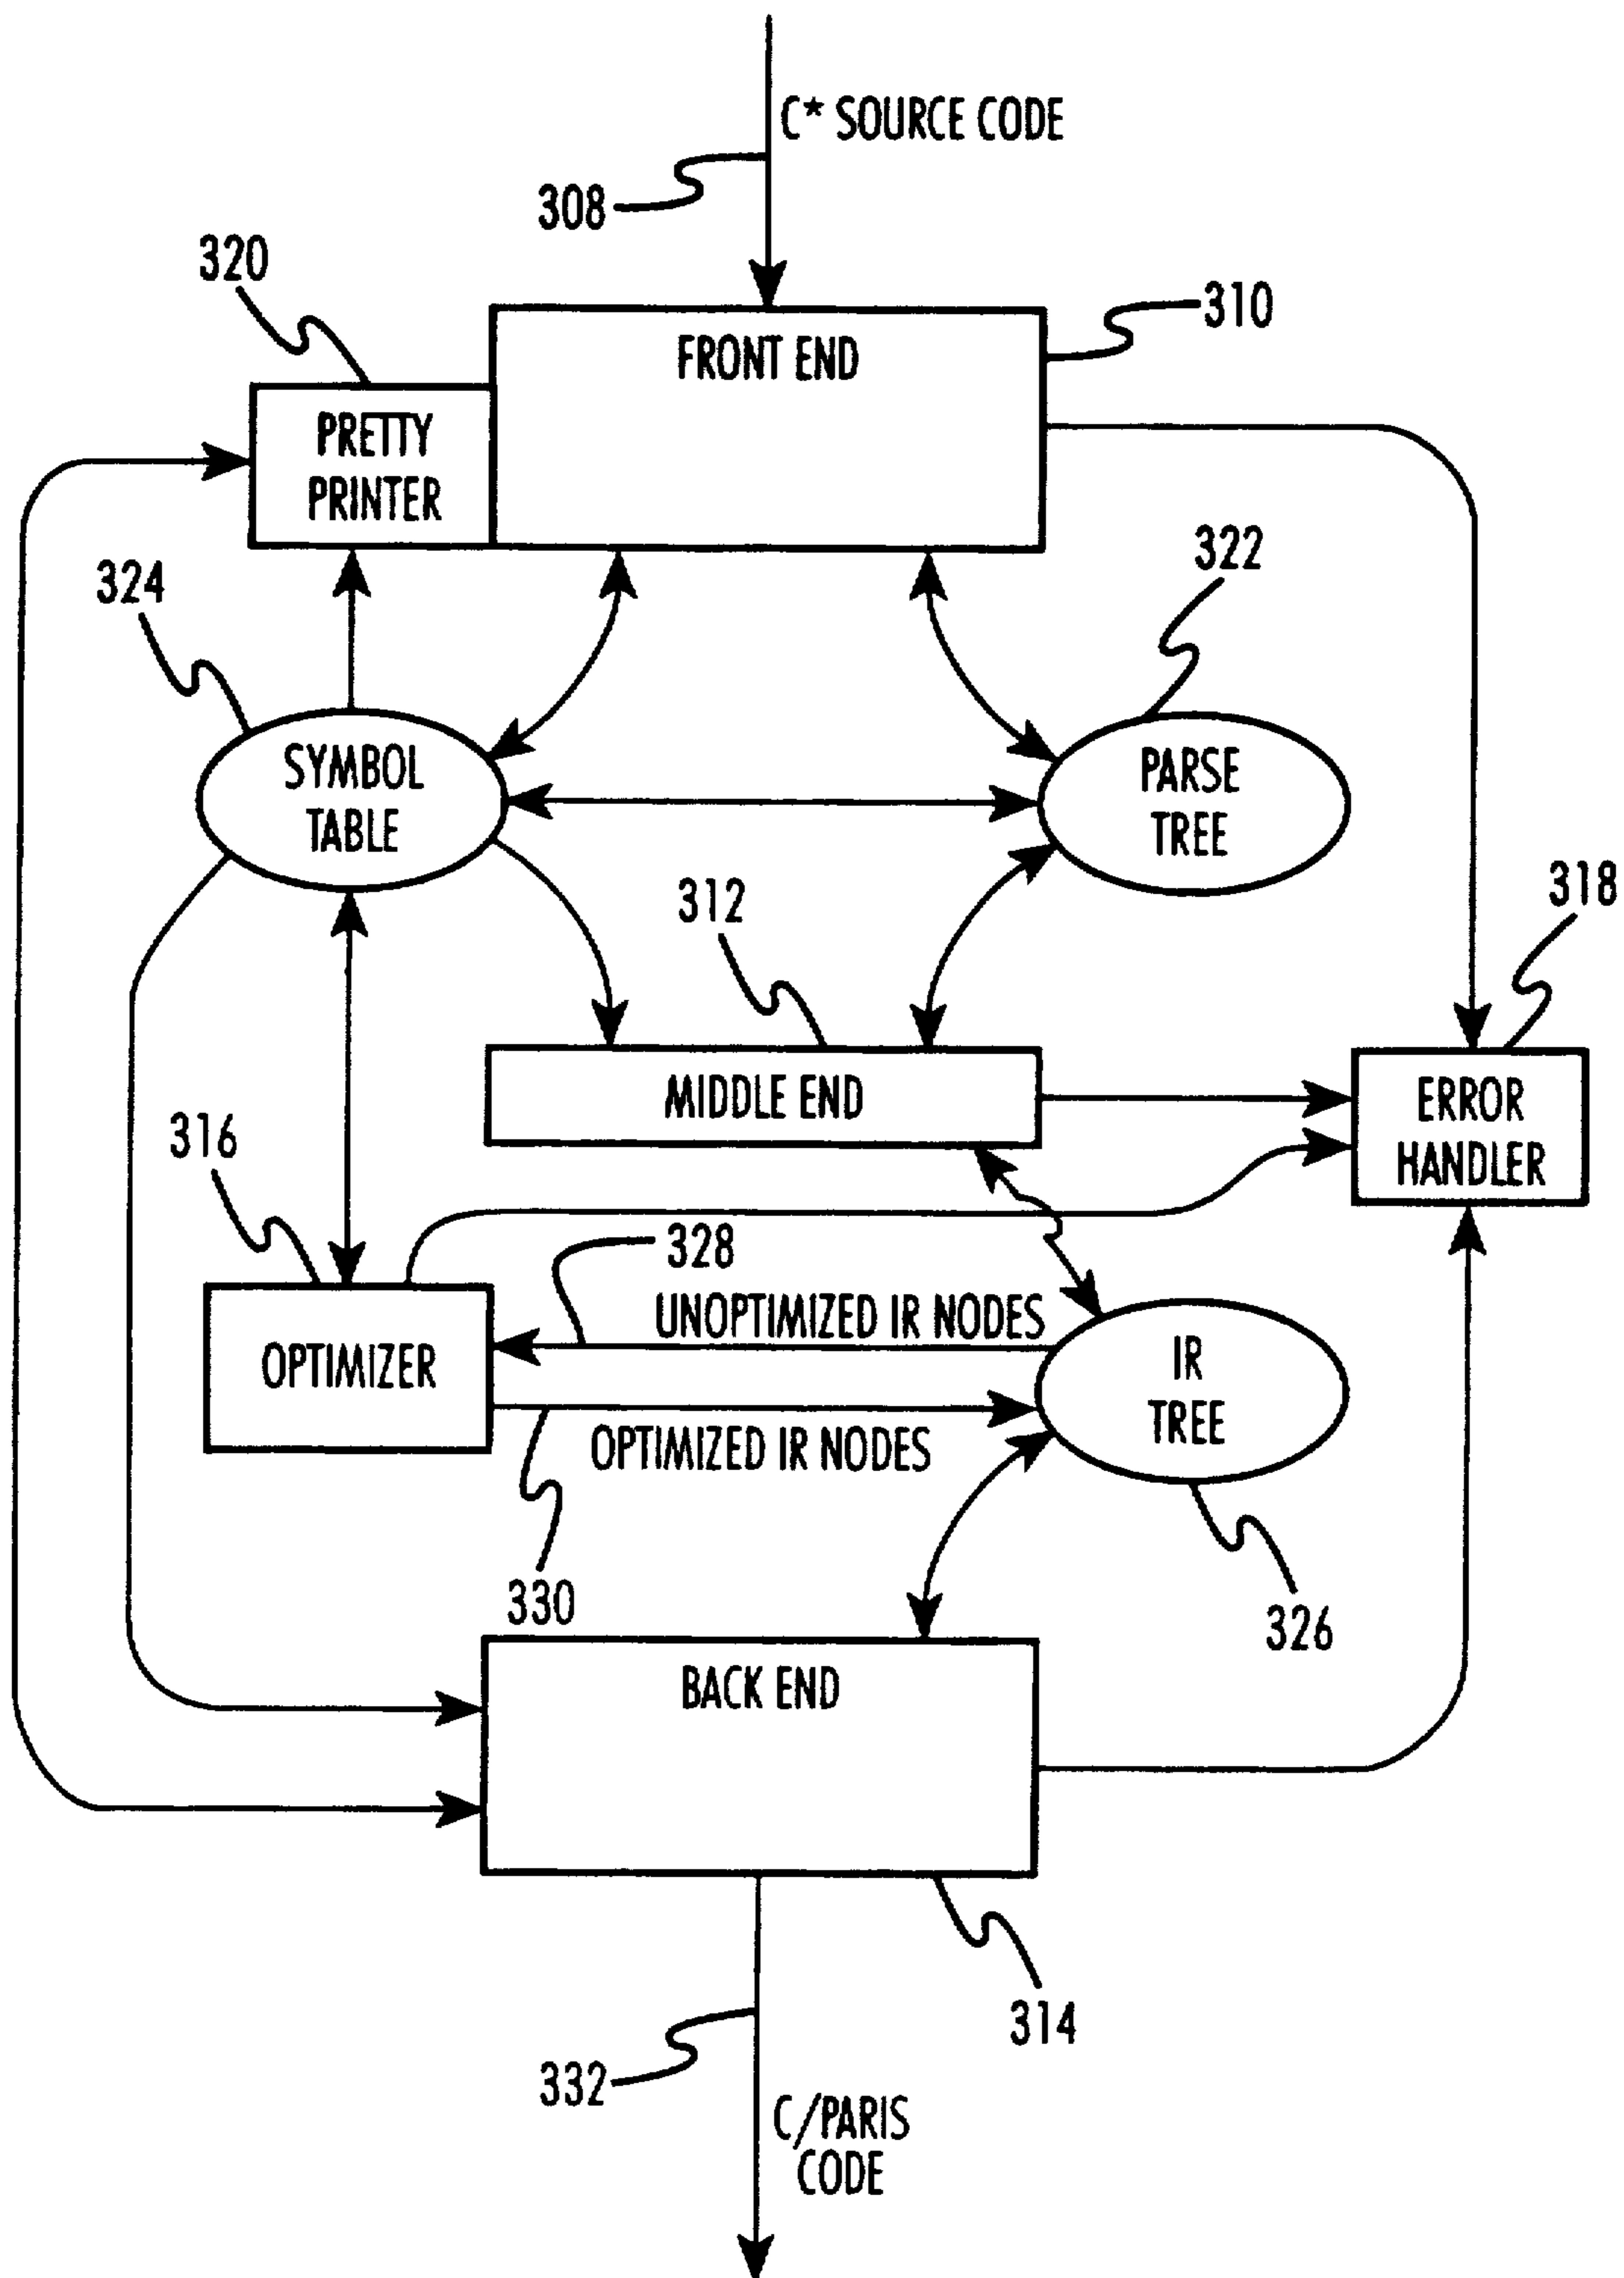 C* SOURCE CODE
308
320
310
FRONT END
PRETTY
PRINTER
322
324
SYMBOL
TABLE
PARSE
TREE
318
312
MIDDLE END
ERROR
HANDLER
316
328
UNOPTIMIZED IR NODES
OPTIMIZER
IR
TREE
OPTIMIZED IR NODES
330
326
BACK END
314
332
C/PARIS
CODE